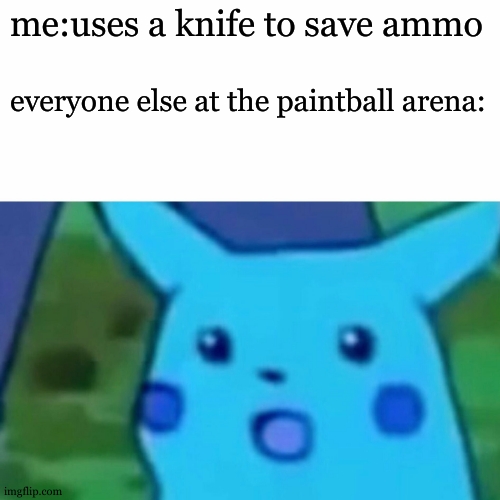 me:uses a knife to save ammo
everyone else at the paintball arena:
imgflip.com